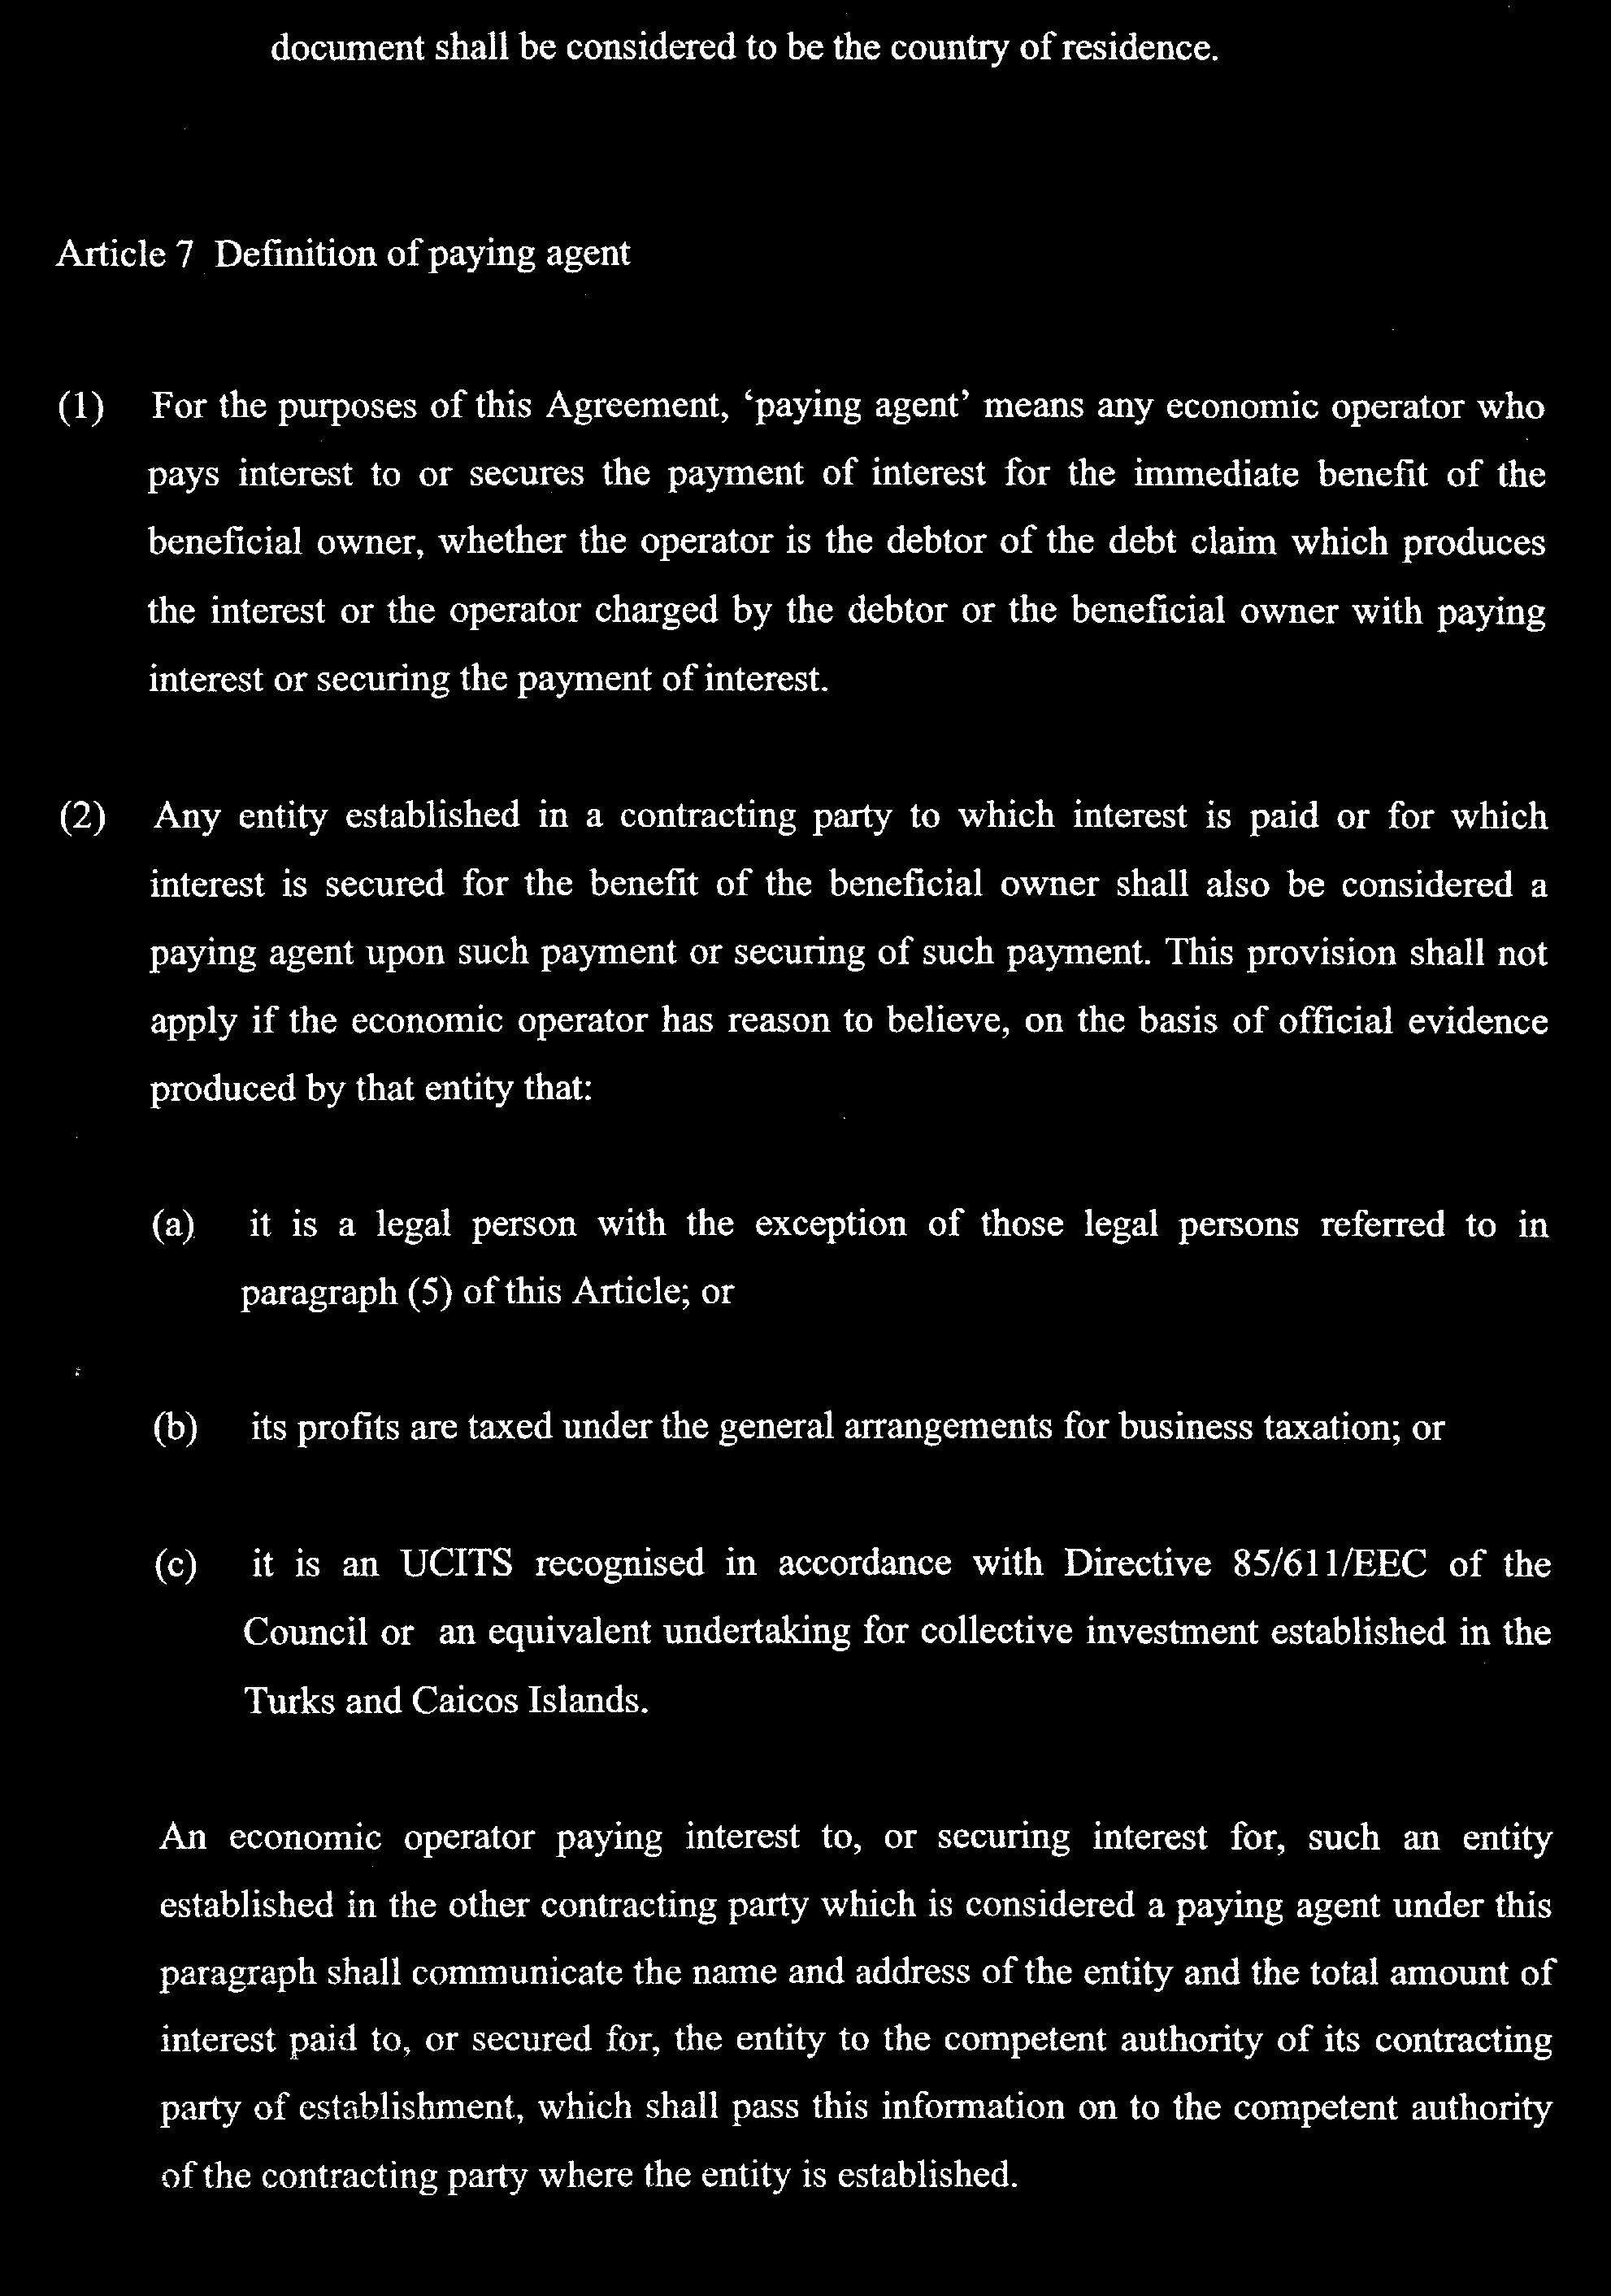 document shall be considered to be the country of residence.
Article 7 Definition of paying agent
(1) For the purposes of this Agreement, ‘paying agent’ means any economic operator who
pays interest to or secures the payment of interest for the immediate benefit of the
beneficial owner, whether the operator is the debtor of the debt claim which produces
the interest or the operator charged by the debtor or the beneficial owner with paying
interest or securing the payment of interest.
(2) Any entity established in a contracting party to which interest is paid or for which
interest is secured for the benefit of the beneficial owner shall also be considered a
paying agent upon such payment or securing of such payment. This provision shall not
apply if the economic operator has reason to believe, on the basis of official evidence
produced by that entity that:
(a) it is a legal person with the exception of those legal persons referred to in
paragraph (5) of this Article; or
(b) its profits are taxed under the general arrangements for business taxation; or
(c) it is an UCITS recognised in accordance with Directive 85/611/EEC of the
Council or an equivalent undertaking for collective investment established in the
Turks and Caicos Islands.
An economic operator paying interest to, or securing interest for, such an entity
established in the other contracting party which is considered a paying agent under this
paragraph shall communicate the name and address of the entity and the total amount of
interest paid to, or secured for, the entity to the competent authority of its contracting
party of establishment, which shall pass this information on to the competent authority
of the contracting party where the entity is established.